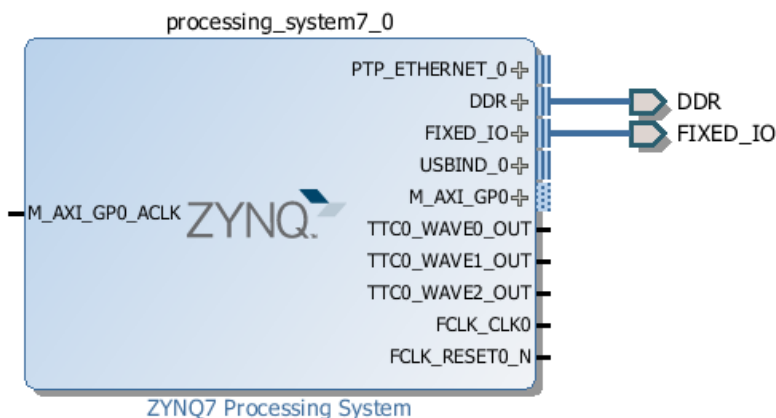 processing_system7_0
PTP_ETHERNET_0
DDR
DDR
FIXED_IO
FIXED_IO
USBIND_0
M_AXI_GP0
M_AXI_GP0_ACLK
ZYNQ
TTC0_WAVE0_OUT
TTC0_WAVE1_OUT
TTC0_WAVE2_OUT
FCLK_CLK0
FCLK_RESET0_N
ZYNQ7 Processing System